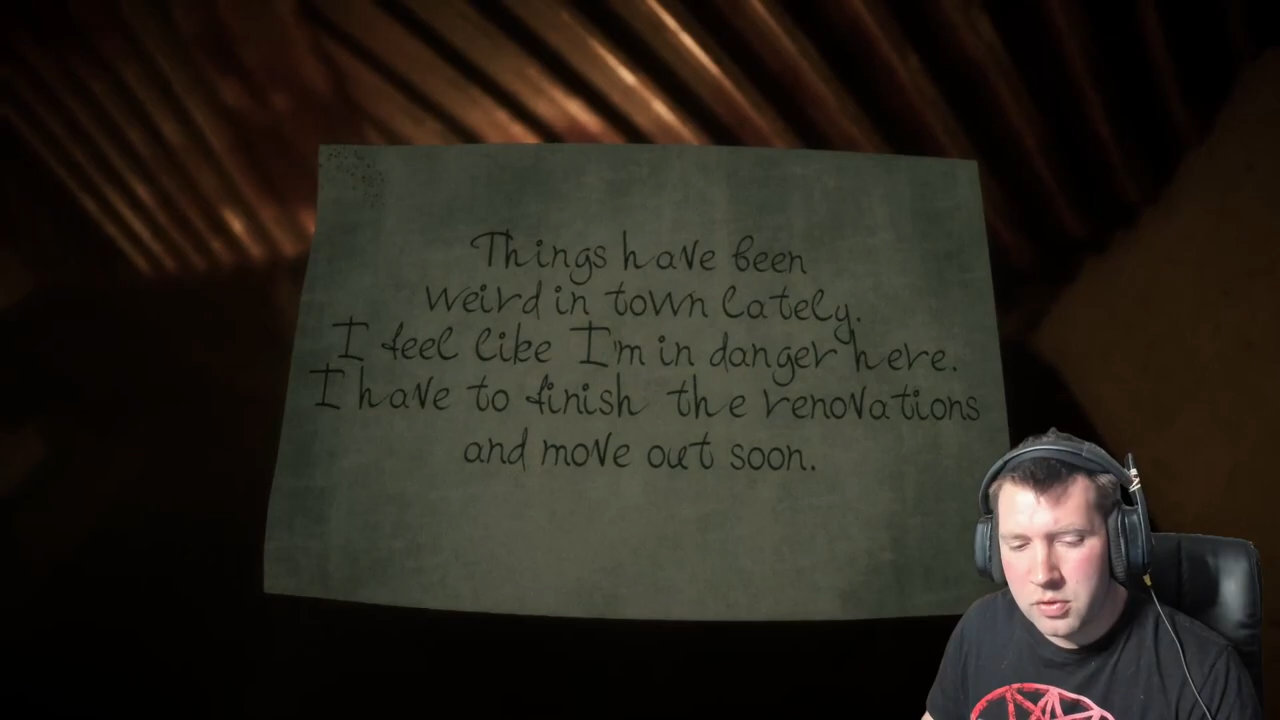 Things have been
weird in town lately.
I feel like I'm in danger here.
I have to finish the renovations
and move out soon.